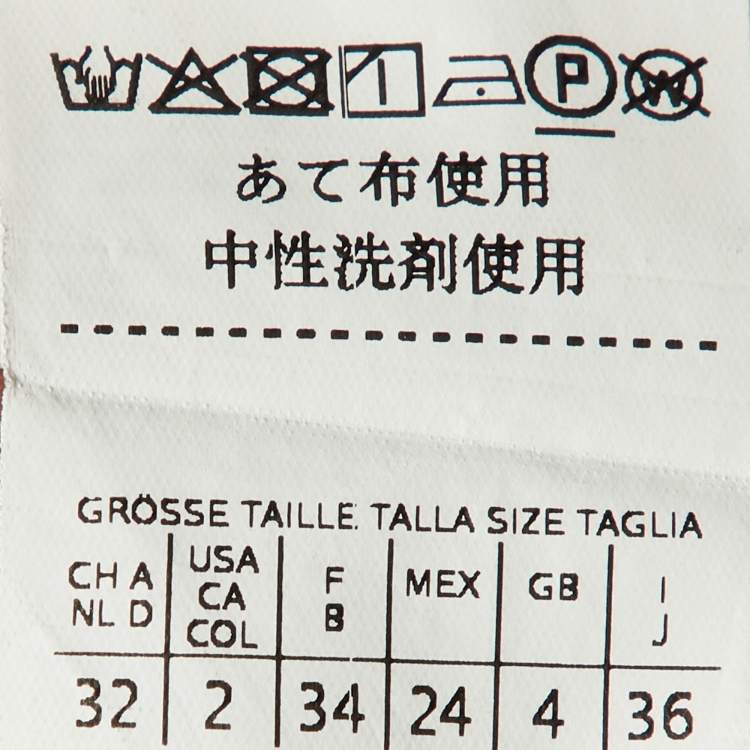 P W
あて布使用
中性洗剤使用
GRÖSSE TAILLE TALLA SIZE TAGLIA
CH A USA F MEX GB I
NL D CA B J
COL
32 2 34 24 4 36